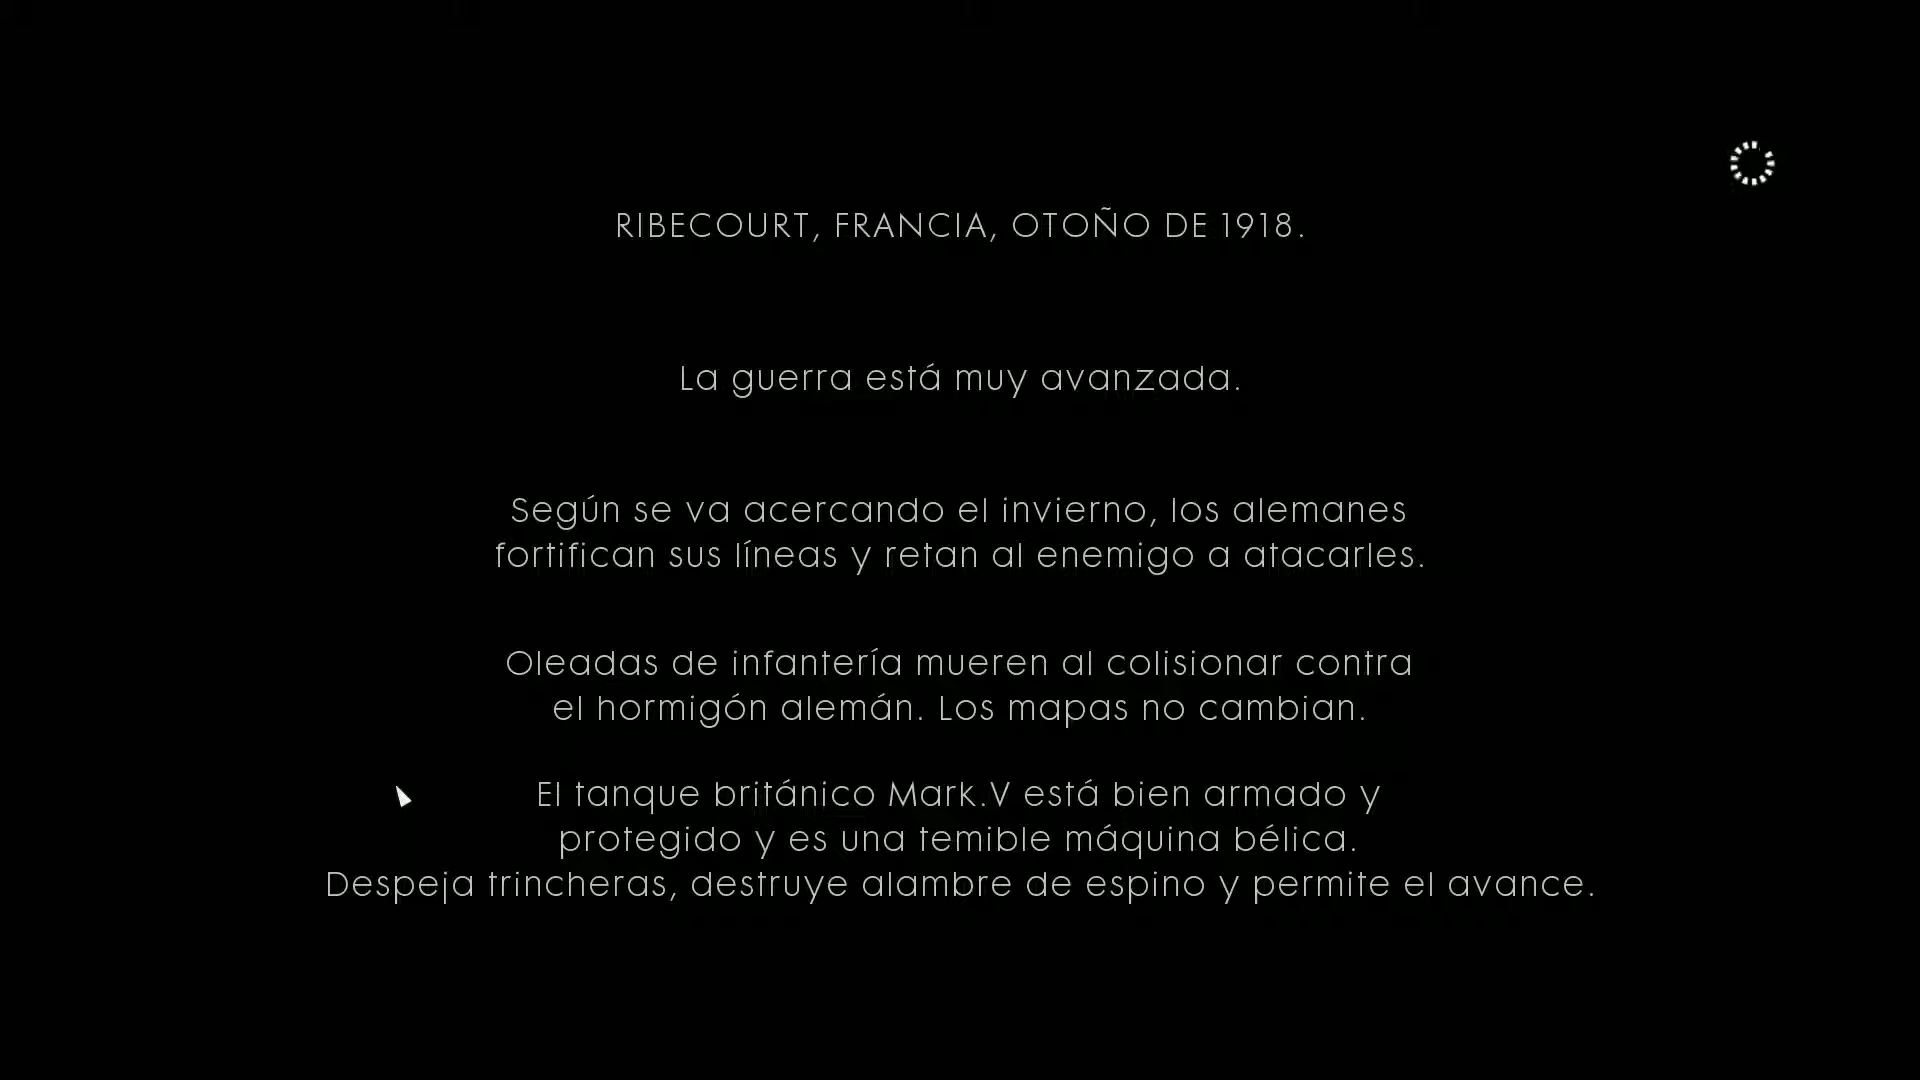 RIBECOURT, FRANCIA, OTOÑO DE 1918.
La guerra está muy avanzada.
Según se va acercando el invierno, los alemanes
fortifican sus líneas y retan al enemigo a atacarles.
Oleadas de infantería mueren al colisionar contra
el hormigón alemán. Los mapas no cambian.
El tanque británico Mark.V está bien armado y
protegido y es una temible máquina bélica.
Despeja trincheras, destruye alambre de espino y permite el avance.